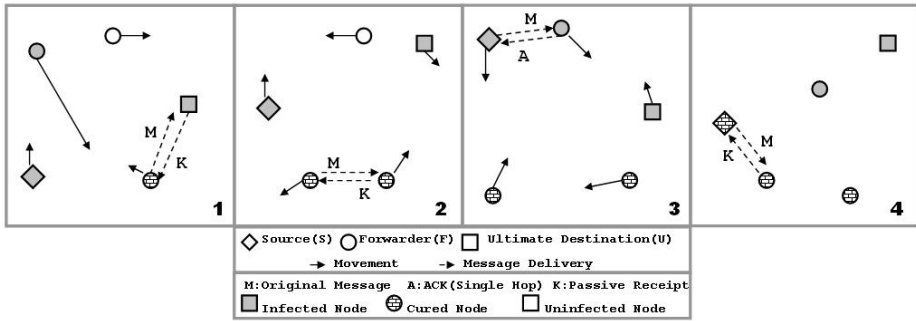 M
K
1
M
K
2
M
A
3
M
K
4
Source(S) Forwarder(F) Ultimate Destination(U)
Movement Message Delivery
M:Original Message A:ACK(Single Hop) K:Passive Receipt
Infected Node Cured Node Uninfected Node